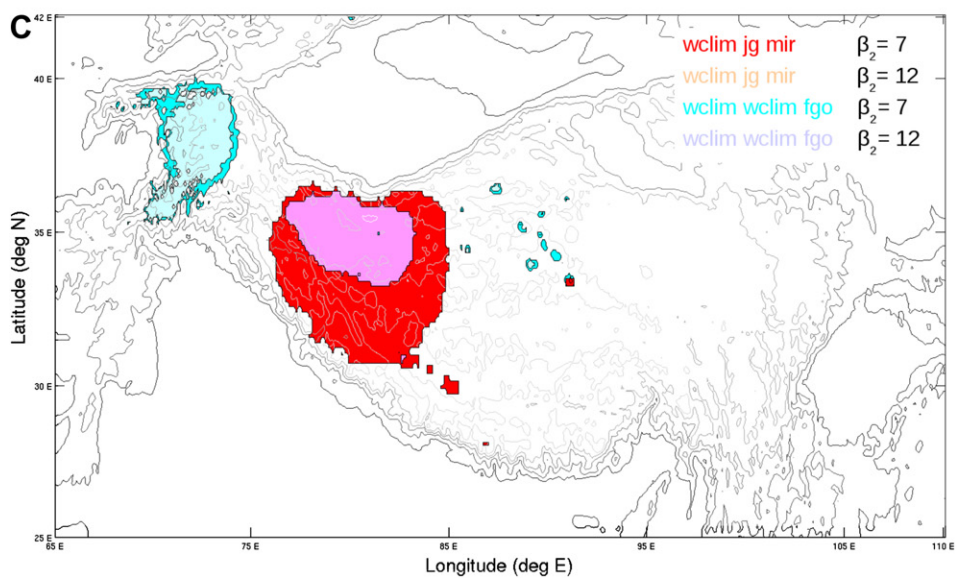 C
42 E
40 N
35 N
30 N
25 E
65 E 75 E 85 E 95 E 105 E 110 E
Latitude (deg N)
Longitude (deg E)
wclim jg mir β₂= 7
wclim jg mir β₂= 12
wclim wclim fgo β₂= 7
wclim wclim fgo β₂= 12